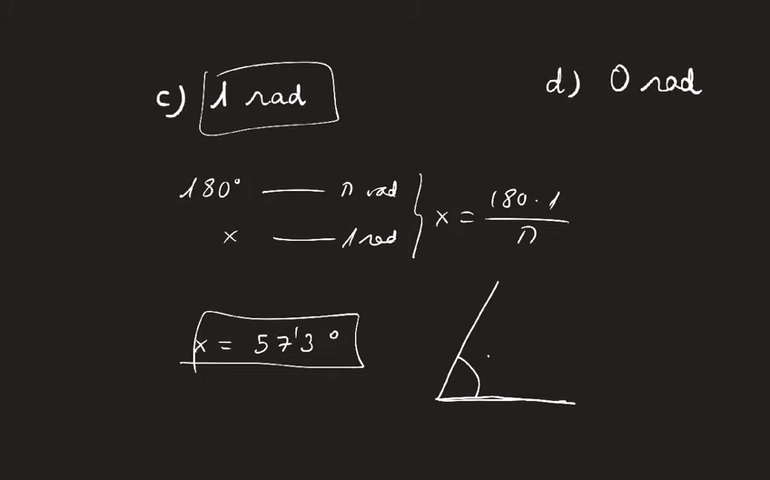 c) 1 rad
d) 0 rad
180° — π rad
x — 1 rad
x = 180 · 1 / π
x = 57'3°